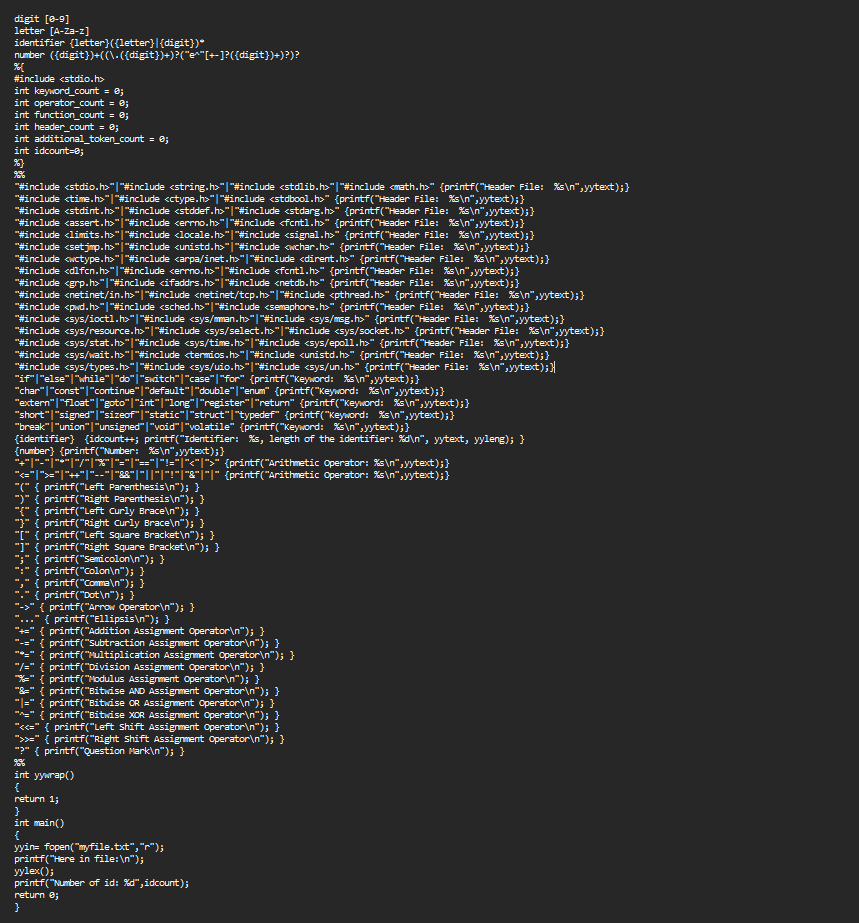 digit [0-9]
letter [A-Za-z]
identifier {letter}({letter}|{digit})*
number ({digit})+((\.({digit})+)?("e^"[+-]?({digit})+)?)?
%{
#include <stdio.h>
int keyword_count = 0;
int operator_count = 0;
int function_count = 0;
int header_count = 0;
int additional_token_count = 0;
int idcount=0;
%}
%%
"#include <stdio.h>"|"#include <string.h>"|"#include <stdlib.h>"|"#include <math.h>" {printf("Header File:  %s\n",yytext);}
"#include <time.h>"|"#include <ctype.h>"|"#include <stdbool.h>" {printf("Header File:  %s\n",yytext);}
"#include <stdint.h>"|"#include <stddef.h>"|"#include <stdarg.h>" {printf("Header File:  %s\n",yytext);}
"#include <assert.h>"|"#include <errno.h>"|"#include <fcntl.h>" {printf("Header File:  %s\n",yytext);}
"#include <limits.h>"|"#include <locale.h>"|"#include <signal.h>" {printf("Header File:  %s\n",yytext);}
"#include <setjmp.h>"|"#include <unistd.h>"|"#include <wchar.h>" {printf("Header File:  %s\n",yytext);}
"#include <wctype.h>"|"#include <arpa/inet.h>"|"#include <dirent.h>" {printf("Header File:  %s\n",yytext);}
"#include <dlfcn.h>"|"#include <errno.h>"|"#include <fcntl.h>" {printf("Header File:  %s\n",yytext);}
"#include <grp.h>"|"#include <ifaddrs.h>"|"#include <netdb.h>" {printf("Header File:  %s\n",yytext);}
"#include <netinet/in.h>"|"#include <netinet/tcp.h>"|"#include <pthread.h>" {printf("Header File:  %s\n",yytext);}
"#include <pwd.h>"|"#include <sched.h>"|"#include <semaphore.h>" {printf("Header File:  %s\n",yytext);}
"#include <sys/ioctl.h>"|"#include <sys/mman.h>"|"#include <sys/msg.h>" {printf("Header File:  %s\n",yytext);}
"#include <sys/resource.h>"|"#include <sys/select.h>"|"#include <sys/socket.h>" {printf("Header File:  %s\n",yytext);}
"#include <sys/stat.h>"|"#include <sys/time.h>"|"#include <sys/epoll.h>" {printf("Header File:  %s\n",yytext);}
"#include <sys/wait.h>"|"#include <termios.h>"|"#include <unistd.h>" {printf("Header File:  %s\n",yytext);}
"#include <sys/types.h>"|"#include <sys/uio.h>"|"#include <sys/un.h>" {printf("Header File:  %s\n",yytext);}
"if"|"else"|"while"|"do"|"switch"|"case"|"for" {printf("Keyword:  %s\n",yytext);}
"char"|"const"|"continue"|"default"|"double"|"enum" {printf("Keyword:  %s\n",yytext);}
"extern"|"float"|"goto"|"int"|"long"|"register"|"return" {printf("Keyword:  %s\n",yytext);}
"short"|"signed"|"sizeof"|"static"|"struct"|"typedef" {printf("Keyword:  %s\n",yytext);}
"break"|"union"|"unsigned"|"void"|"volatile" {printf("Keyword:  %s\n",yytext);}
{identifier}  {idcount++; printf("Identifier:  %s, length of the identifier: %d\n", yytext, yyleng); }
{number} {printf("Number:  %s\n",yytext);}
"+"|"-"|"*"|"/"|"%"|"="|"=="|"!="|"<"|">" {printf("Arithmetic Operator: %s\n",yytext);}
"<="|">="|"++"|"--"|"&&"|"||"|"!"|"&"|"|" {printf("Arithmetic Operator: %s\n",yytext);}
"(" { printf("Left Parenthesis\n"); }
")" { printf("Right Parenthesis\n"); }
"{" { printf("Left Curly Brace\n"); }
"}" { printf("Right Curly Brace\n"); }
"[" { printf("Left Square Bracket\n"); }
"]" { printf("Right Square Bracket\n"); }
";" { printf("Semicolon\n"); }
":" { printf("Colon\n"); }
"," { printf("Comma\n"); }
"." { printf("Dot\n"); }
"->" { printf("Arrow Operator\n"); }
"..." { printf("Ellipsis\n"); }
"+=" { printf("Addition Assignment Operator\n"); }
"-=" { printf("Subtraction Assignment Operator\n"); }
"*=" { printf("Multiplication Assignment Operator\n"); }
"/=" { printf("Division Assignment Operator\n"); }
"%=" { printf("Modulus Assignment Operator\n"); }
"&=" { printf("Bitwise AND Assignment Operator\n"); }
"|=" { printf("Bitwise OR Assignment Operator\n"); }
"^=" { printf("Bitwise XOR Assignment Operator\n"); }
"<<=" { printf("Left Shift Assignment Operator\n"); }
">>=" { printf("Right Shift Assignment Operator\n"); }
"?" { printf("Question Mark\n"); }
%%
int yywrap()
{
return 1;
}
int main()
{
yyin= fopen("myfile.txt","r");
printf("Here in file:\n");
yylex();
printf("Number of id: %d",idcount);
return 0;
}